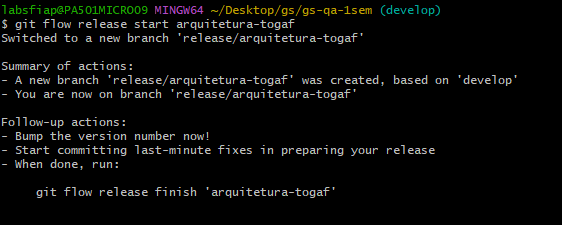 labsfiap@PA501MICRO09 MINGW64 ~/Desktop/gs/gs-qa-1sem (develop)
$ git flow release start arquitetura-togaf
Switched to a new branch 'release/arquitetura-togaf'

Summary of actions:
- A new branch 'release/arquitetura-togaf' was created, based on 'develop'
- You are now on branch 'release/arquitetura-togaf'

Follow-up actions:
- Bump the version number now!
- Start committing last-minute fixes in preparing your release
- When done, run:

     git flow release finish 'arquitetura-togaf'